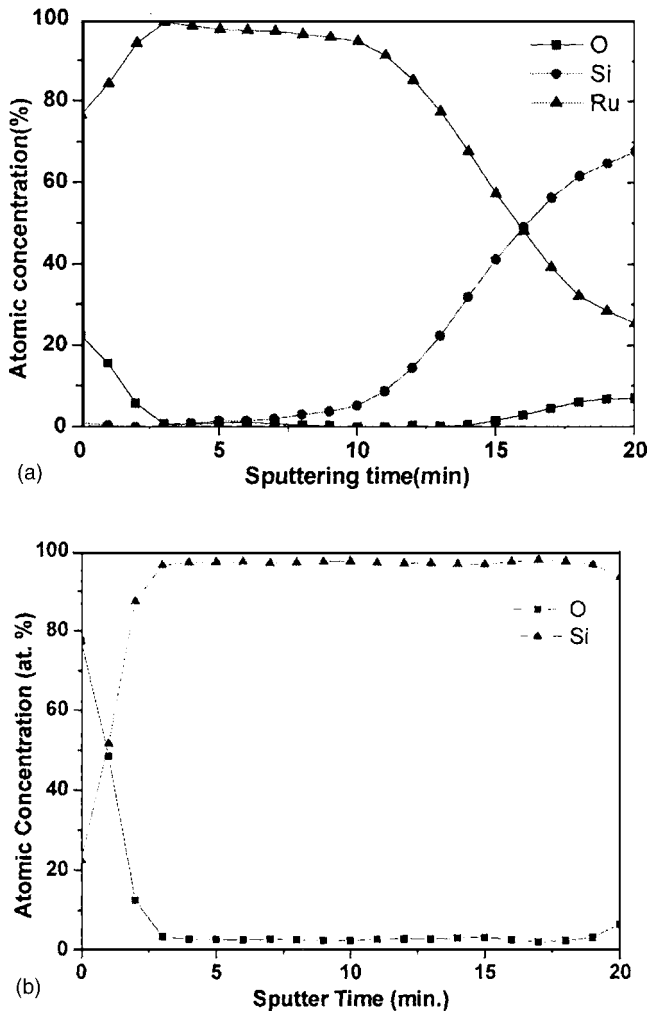 100
80
60
40
20
0
Atomic concentration(%)
O
Si
Ru
0 5 10 15 20
(a)
Sputtering time(min)
100
80
60
40
20
0
Atomic Concentration (at. %)
O
Si
0 5 10 15 20
(b)
Sputter Time (min.)